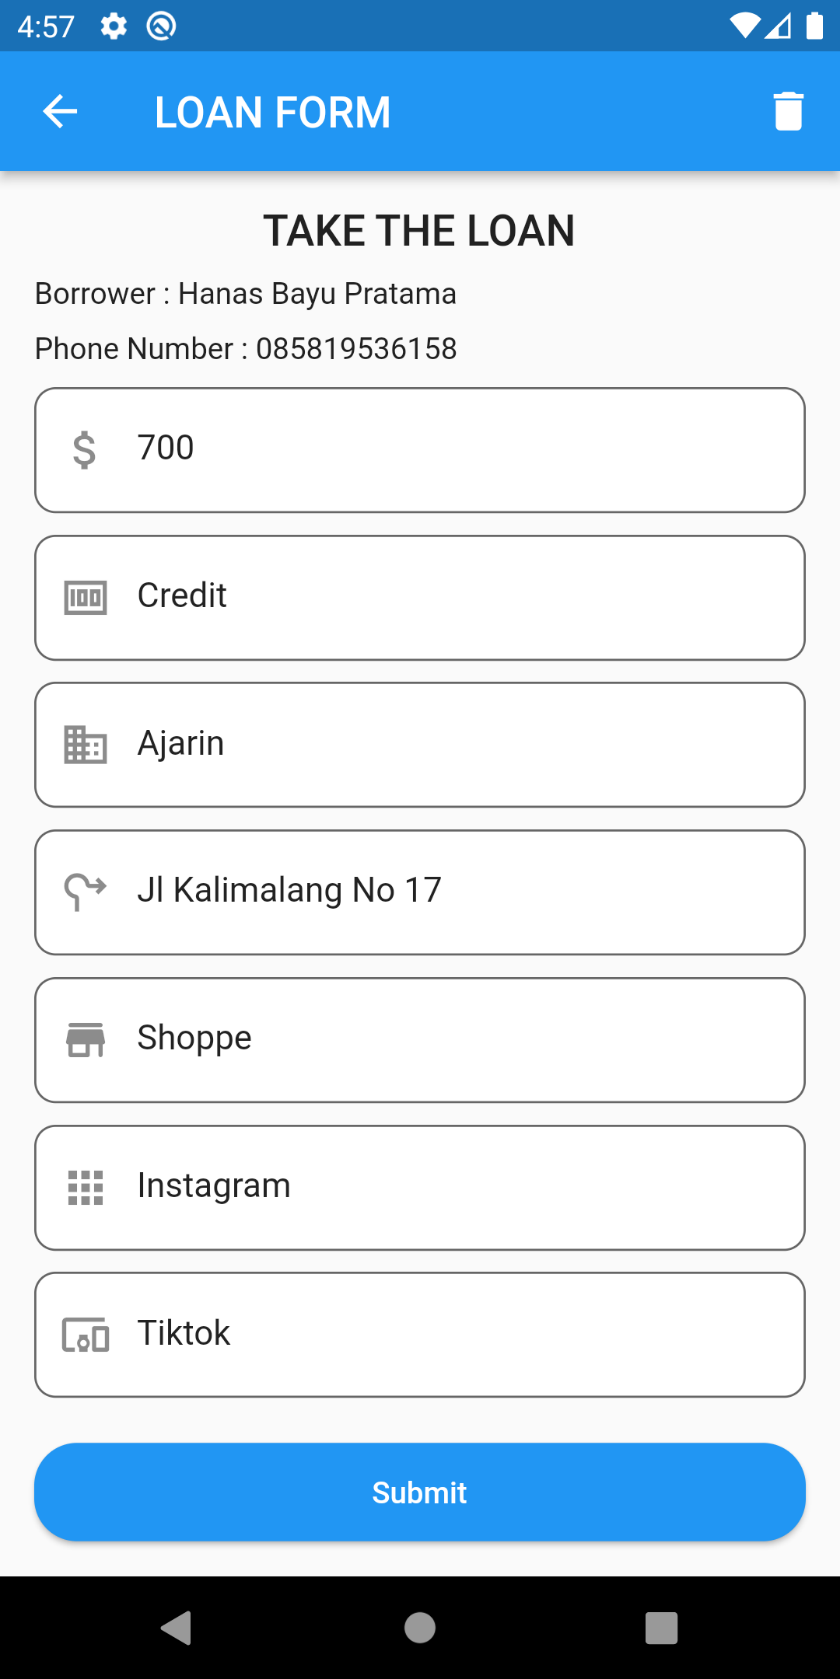 4:57
LOAN FORM
TAKE THE LOAN
Borrower : Hanas Bayu Pratama
Phone Number : 085819536158
$ 700
100 Credit
Ajarin
Jl Kalimalang No 17
Shoppe
Instagram
Tiktok
Submit